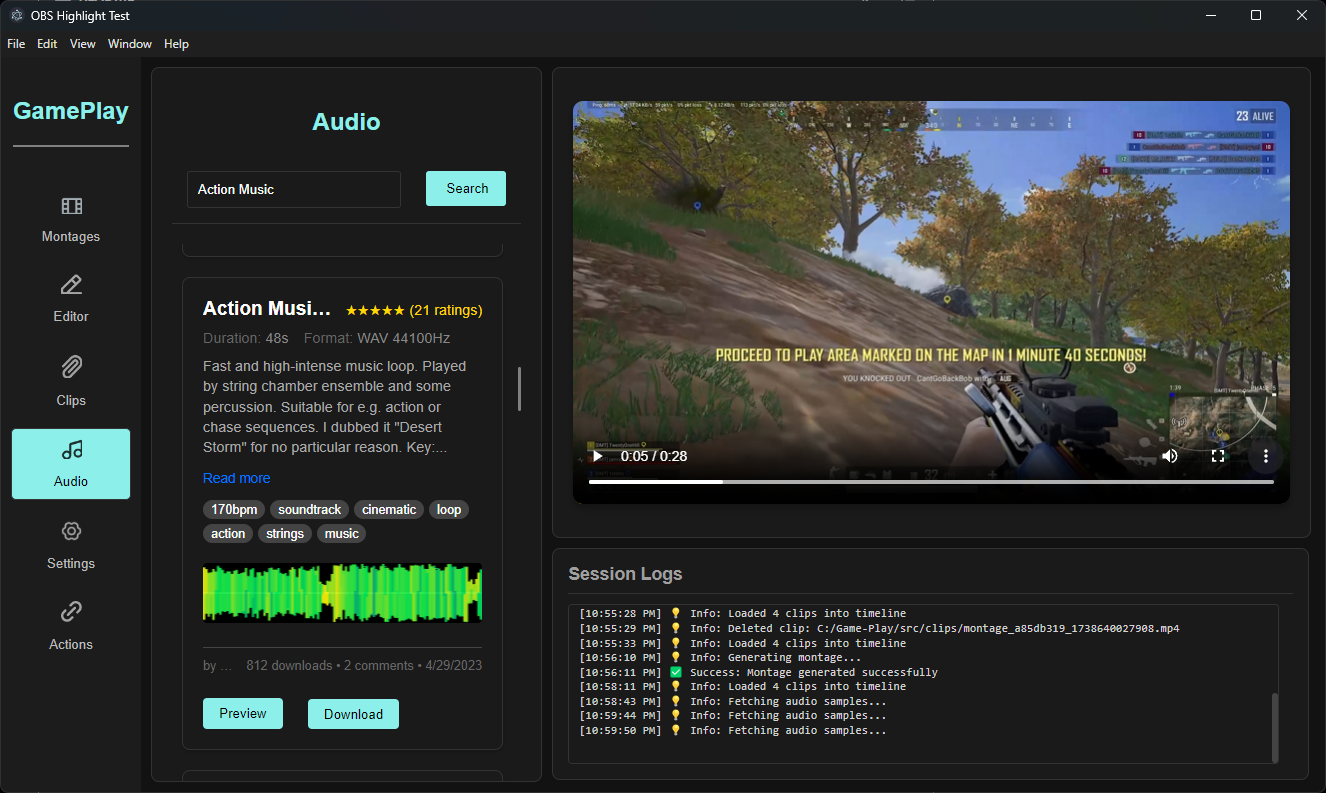 OBS Highlight Test
File Edit View Window Help
GamePlay
Montages
Editor
Clips
Audio
Settings
Actions
Audio
Action Music
Search
Action Musi...
★★★★★ (21 ratings)
Duration: 48s Format: WAV 44100Hz
Fast and high-intense music loop. Played
by string chamber ensemble and some
percussion. Suitable for e.g. action or
chase sequences. I dubbed it "Desert
Storm" for no particular reason. Key:...
Read more
170bpm soundtrack cinematic loop
action strings music
by ... 812 downloads • 2 comments • 4/29/2023
Preview Download
23 ALIVE
PROCEED TO PLAY AREA MARKED ON THE MAP IN 1 MINUTE 40 SECONDS!
YOU KNOCKED OUT CantGoBackBob with AUG
1:39
0:05 / 0:28
Session Logs
[10:55:28 PM] 💡 Info: Loaded 4 clips into timeline
[10:55:29 PM] 💡 Info: Deleted clip: C:/Game-Play/src/clips/montage_a85db319_1738640027908.mp4
[10:55:33 PM] 💡 Info: Loaded 4 clips into timeline
[10:56:10 PM] 💡 Info: Generating montage...
[10:56:11 PM] ✅ Success: Montage generated successfully
[10:58:11 PM] 💡 Info: Loaded 4 clips into timeline
[10:58:43 PM] 💡 Info: Fetching audio samples...
[10:59:44 PM] 💡 Info: Fetching audio samples...
[10:59:50 PM] 💡 Info: Fetching audio samples...